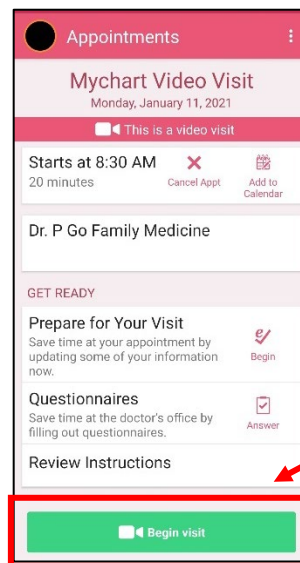 Appointments
Mychart Video Visit
Monday, January 11, 2021
This is a video visit
Starts at 8:30 AM
20 minutes
Cancel Appt
Add to
Calendar
Dr. P Go Family Medicine
GET READY
Prepare for Your Visit
Save time at your appointment by
updating some of your information
now.
Begin
Questionnaires
Save time at the doctor's office by
filling out questionnaires.
Answer
Review Instructions
Begin visit